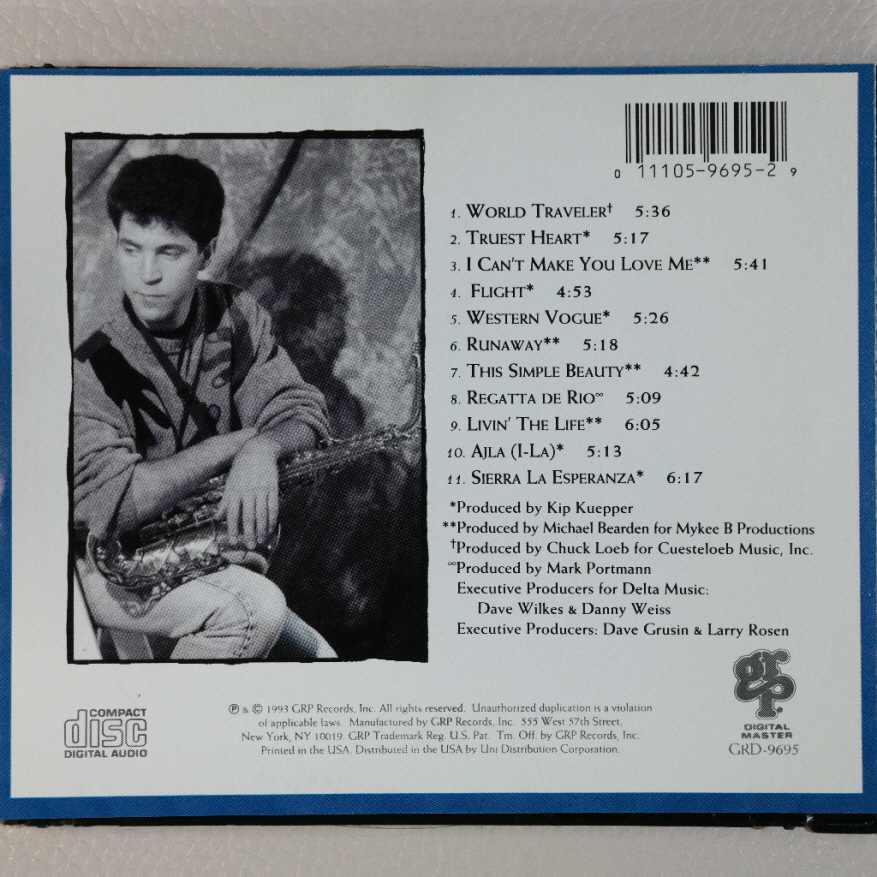 0 11105-9695-2 9
1. WORLD TRAVELER† 5:36
2. TRUEST HEART* 5:17
3. I CAN'T MAKE YOU LOVE ME** 5:41
4. FLIGHT* 4:53
5. WESTERN VOGUE* 5:26
6. RUNAWAY** 5:18
7. THIS SIMPLE BEAUTY** 4:42
8. REGATTA DE RIO∞ 5:09
9. LIVIN' THE LIFE** 6:05
10. AJLA (I-LA)* 5:13
11. SIERRA LA ESPERANZA* 6:17
*Produced by Kip Kuepper
**Produced by Michael Bearden for Mykee B Productions
†Produced by Chuck Loeb for Cuesteloeb Music, Inc.
∞Produced by Mark Portmann
Executive Producers for Delta Music:
Dave Wilkes & Danny Weiss
Executive Producers: Dave Grusin & Larry Rosen
COMPACT
disc
DIGITAL AUDIO
℗ & © 1993 GRP Records, Inc. All rights reserved. Unauthorized duplication is a violation
of applicable laws. Manufactured by GRP Records, Inc. 555 West 57th Street,
New York, NY 10019. GRP Trademark Reg. U.S. Pat. Tm. Off. by GRP Records, Inc.
Printed in the USA. Distributed in the USA by Uni Distribution Corporation.
grp
DIGITAL
MASTER
GRD-9695